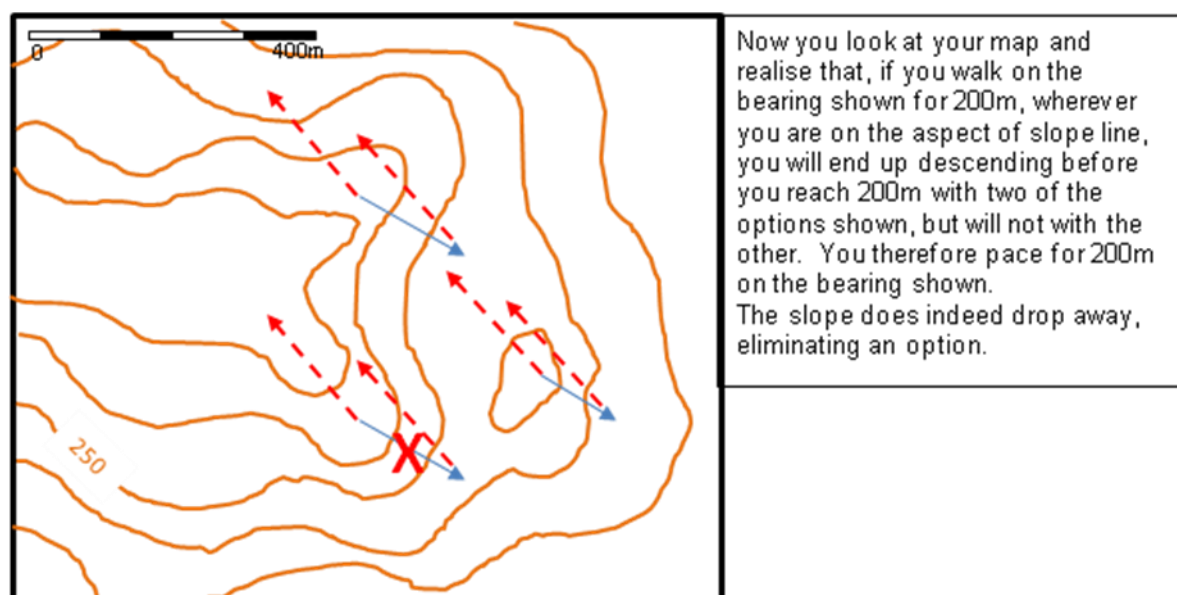 0
400m
250
X
Now you look at your map and
realise that, if you walk on the
bearing shown for 200m, wherever
you are on the aspect of slope line,
you will end up descending before
you reach 200m with two of the
options shown, but will not with the
other.  You therefore pace for 200m
on the bearing shown.
The slope does indeed drop away,
eliminating an option.